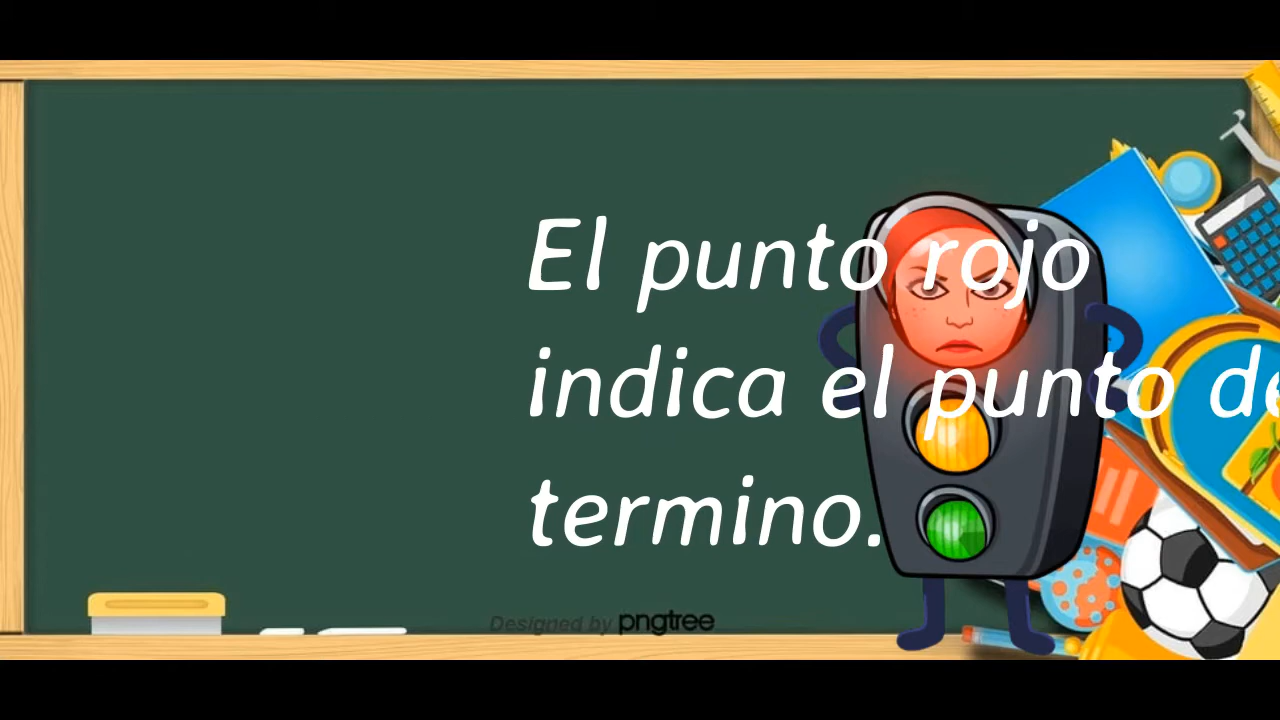 El punto rojo
indica el punto de
termino.
Designed by pngtree